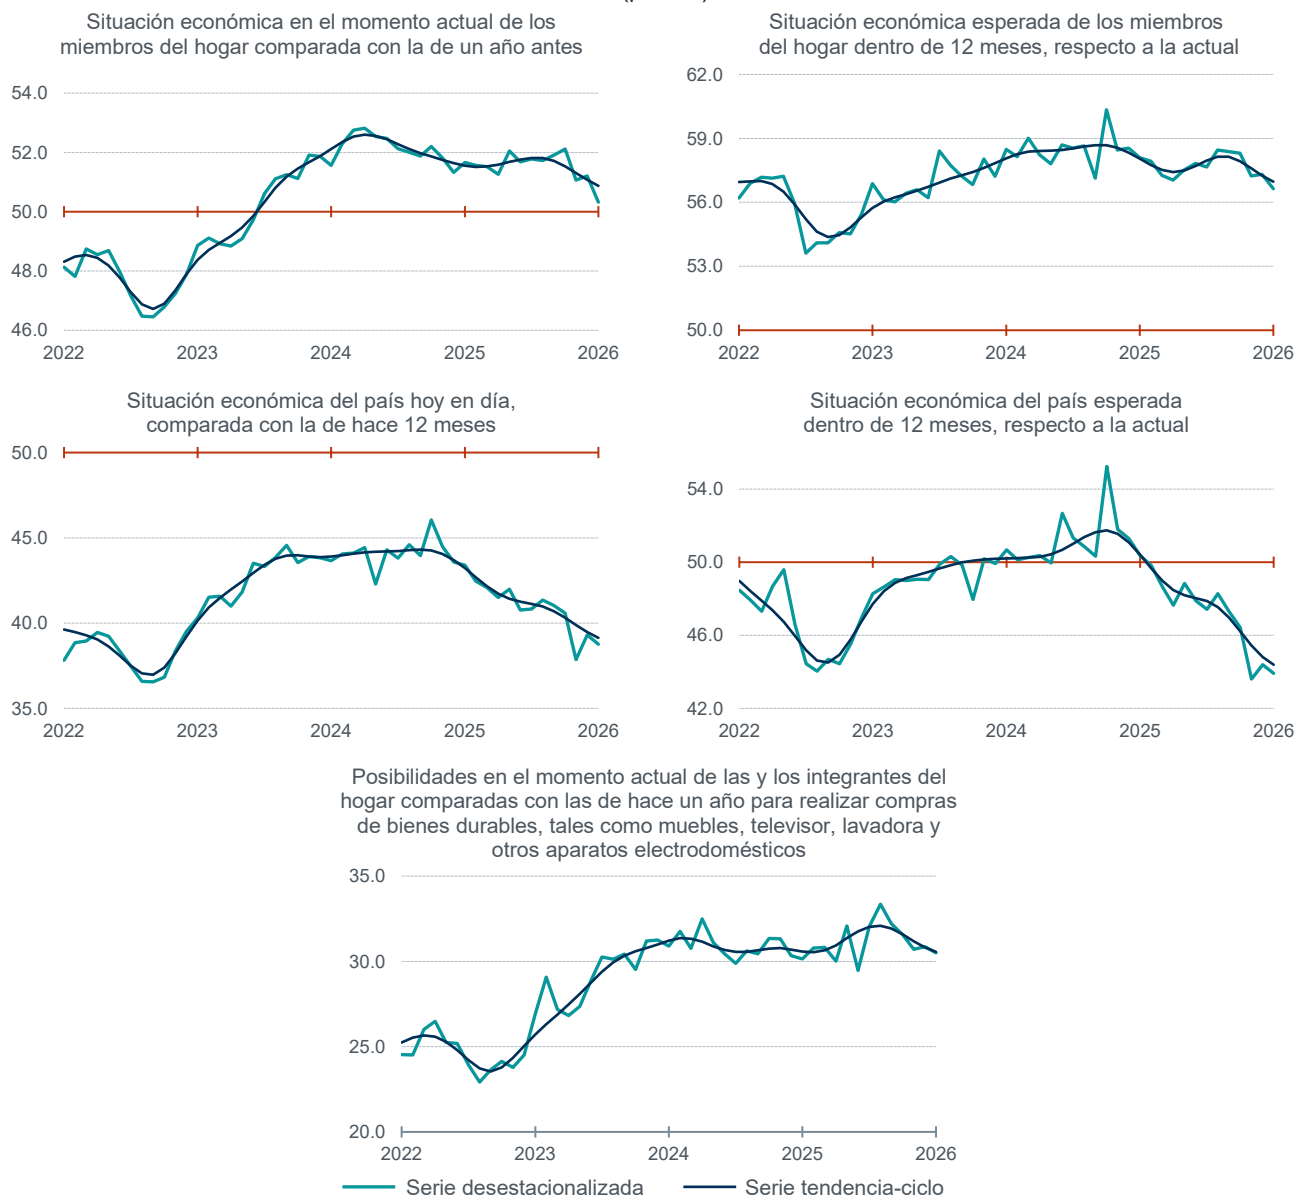 Situación económica en el momento actual de los
miembros del hogar comparada con la de un año antes
54.0
52.0
50.0
48.0
46.0
2022 2023 2024 2025 2026
Situación económica esperada de los miembros
del hogar dentro de 12 meses, respecto a la actual
62.0
59.0
56.0
53.0
50.0
2022 2023 2024 2025 2026
Situación económica del país hoy en día,
comparada con la de hace 12 meses
50.0
45.0
40.0
35.0
2022 2023 2024 2025 2026
Situación económica del país esperada
dentro de 12 meses, respecto a la actual
54.0
50.0
46.0
42.0
2022 2023 2024 2025 2026
Posibilidades en el momento actual de las y los integrantes del
hogar comparadas con las de hace un año para realizar compras
de bienes durables, tales como muebles, televisor, lavadora y
otros aparatos electrodomésticos
35.0
30.0
25.0
20.0
2022 2023 2024 2025 2026
Serie desestacionalizada Serie tendencia-ciclo